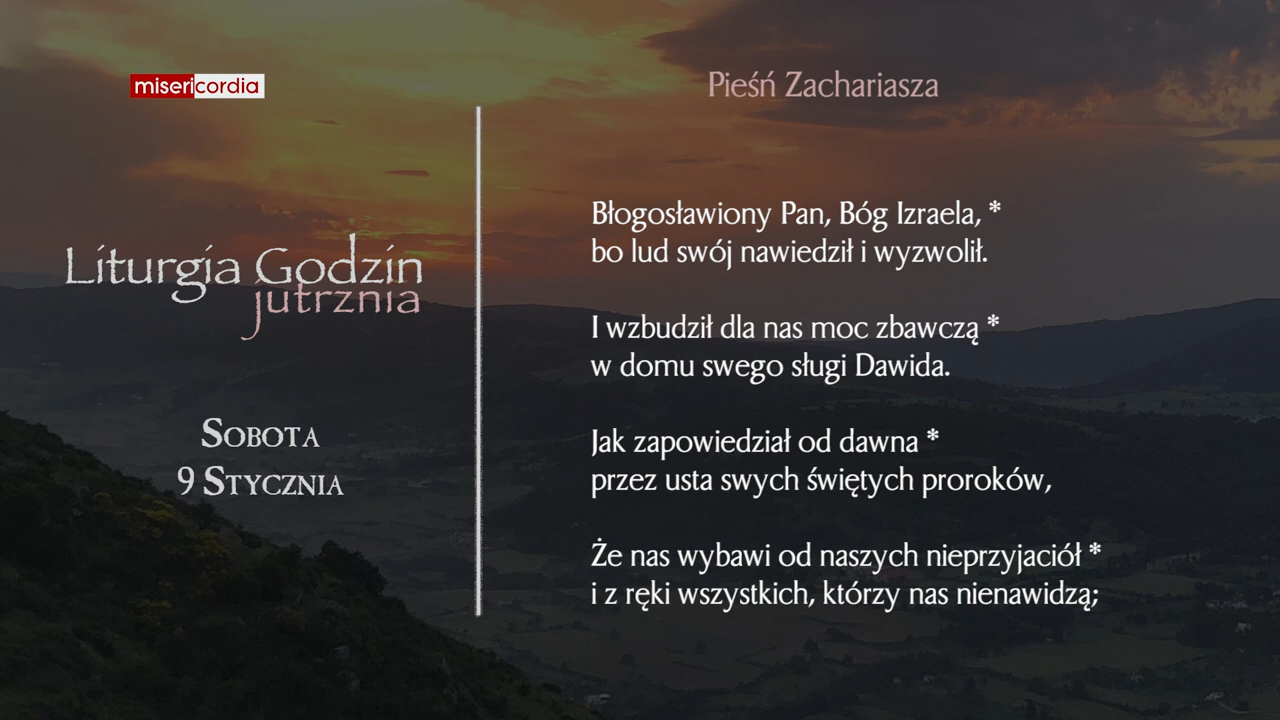 misericordia
Liturgia Godzin
jutrznia
Sobota
9 Stycznia
Pieśń Zachariasza
Błogosławiony Pan, Bóg Izraela, *
bo lud swój nawiedził i wyzwolił.
I wzbudził dla nas moc zbawczą *
w domu swego sługi Dawida.
Jak zapowiedział od dawna *
przez usta swych świętych proroków,
Że nas wybawi od naszych nieprzyjaciół *
i z ręki wszystkich, którzy nas nienawidzą;